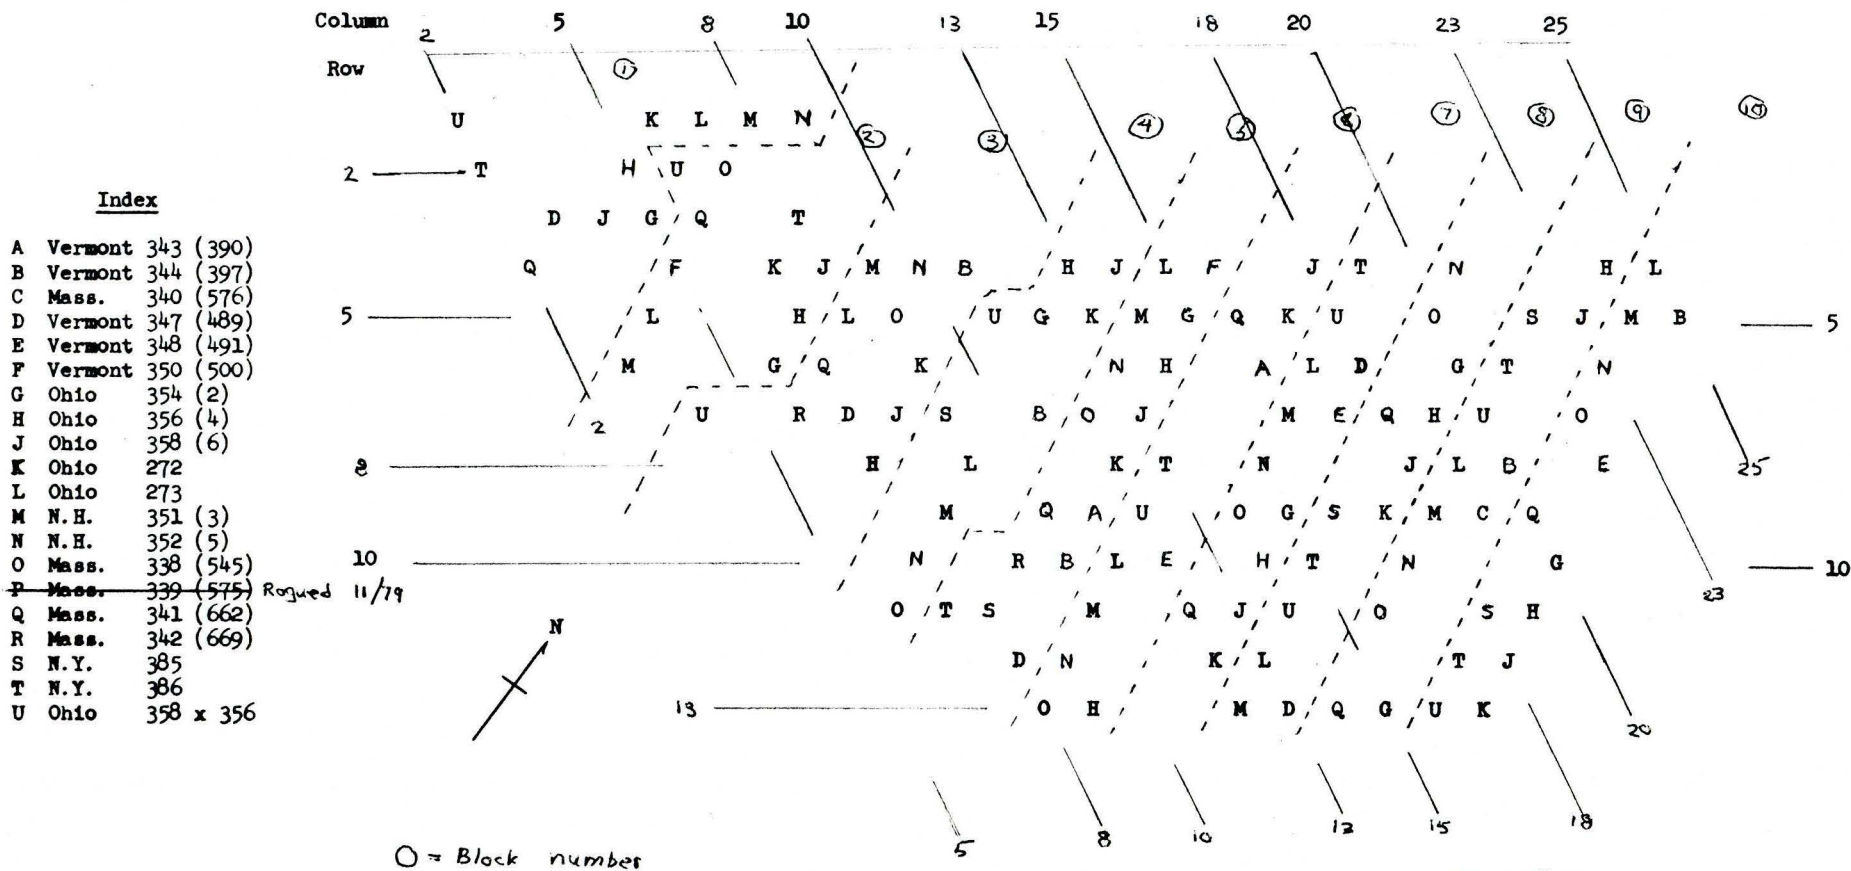 Column 2 5 8 10 13 15 18 20 23 25
Row
① ② ③ ④ ⑤ ⑥ ⑦ ⑧ ⑨ ⑩
U K L M N
2 T H U O
D J G Q T
Q F K J M N B H J L F J T N H L
5 L H L O U G K M G Q K U O S J M B 5
M G Q K N H A L D G T N
2 U R D J S B O J M E Q H U O
8 H L K T N J L B E 25
M Q A U O G S K M C Q
10 N R B L E H T N G 10
O T S M Q J U O S H 23
D N K L T J
13 O H M D Q G U K 20
5 8 10 13 15 18
Index
A Vermont 343 (390)
B Vermont 344 (397)
C Mass. 340 (576)
D Vermont 347 (489)
E Vermont 348 (491)
F Vermont 350 (500)
G Ohio 354 (2)
H Ohio 356 (4)
J Ohio 358 (6)
K Ohio 272
L Ohio 273
M N.H. 351 (3)
N N.H. 352 (5)
O Mass. 338 (545)
P Mass. 339 (575) Rogued 11/79
Q Mass. 341 (662)
R Mass. 342 (669)
S N.Y. 385
T N.Y. 386
U Ohio 358 x 356
N
O = Block number